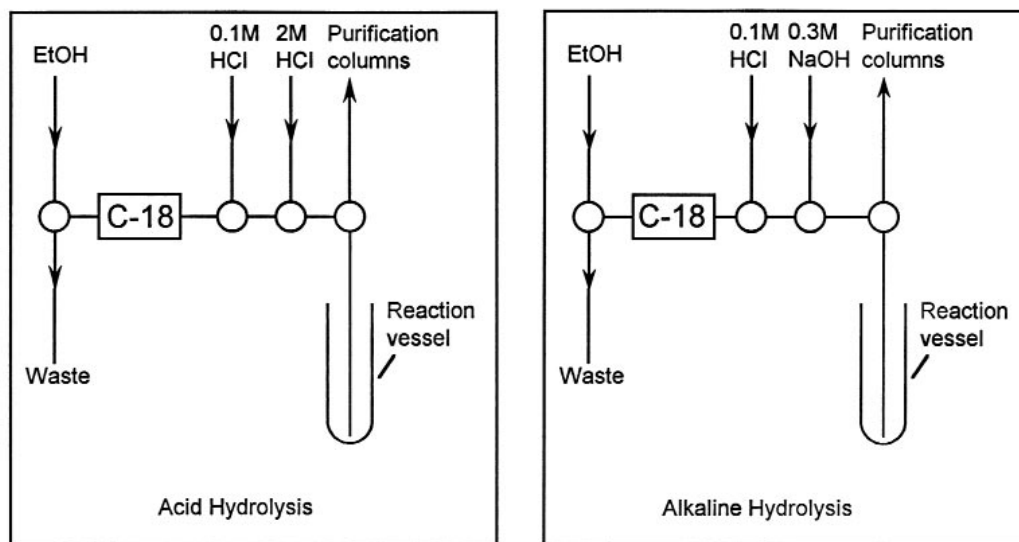 EtOH
0.1M 2M Purification
HCl HCl columns
C-18
Reaction
vessel
Waste
Acid Hydrolysis
EtOH
0.1M 0.3M Purification
HCl NaOH columns
C-18
Reaction
vessel
Waste
Alkaline Hydrolysis